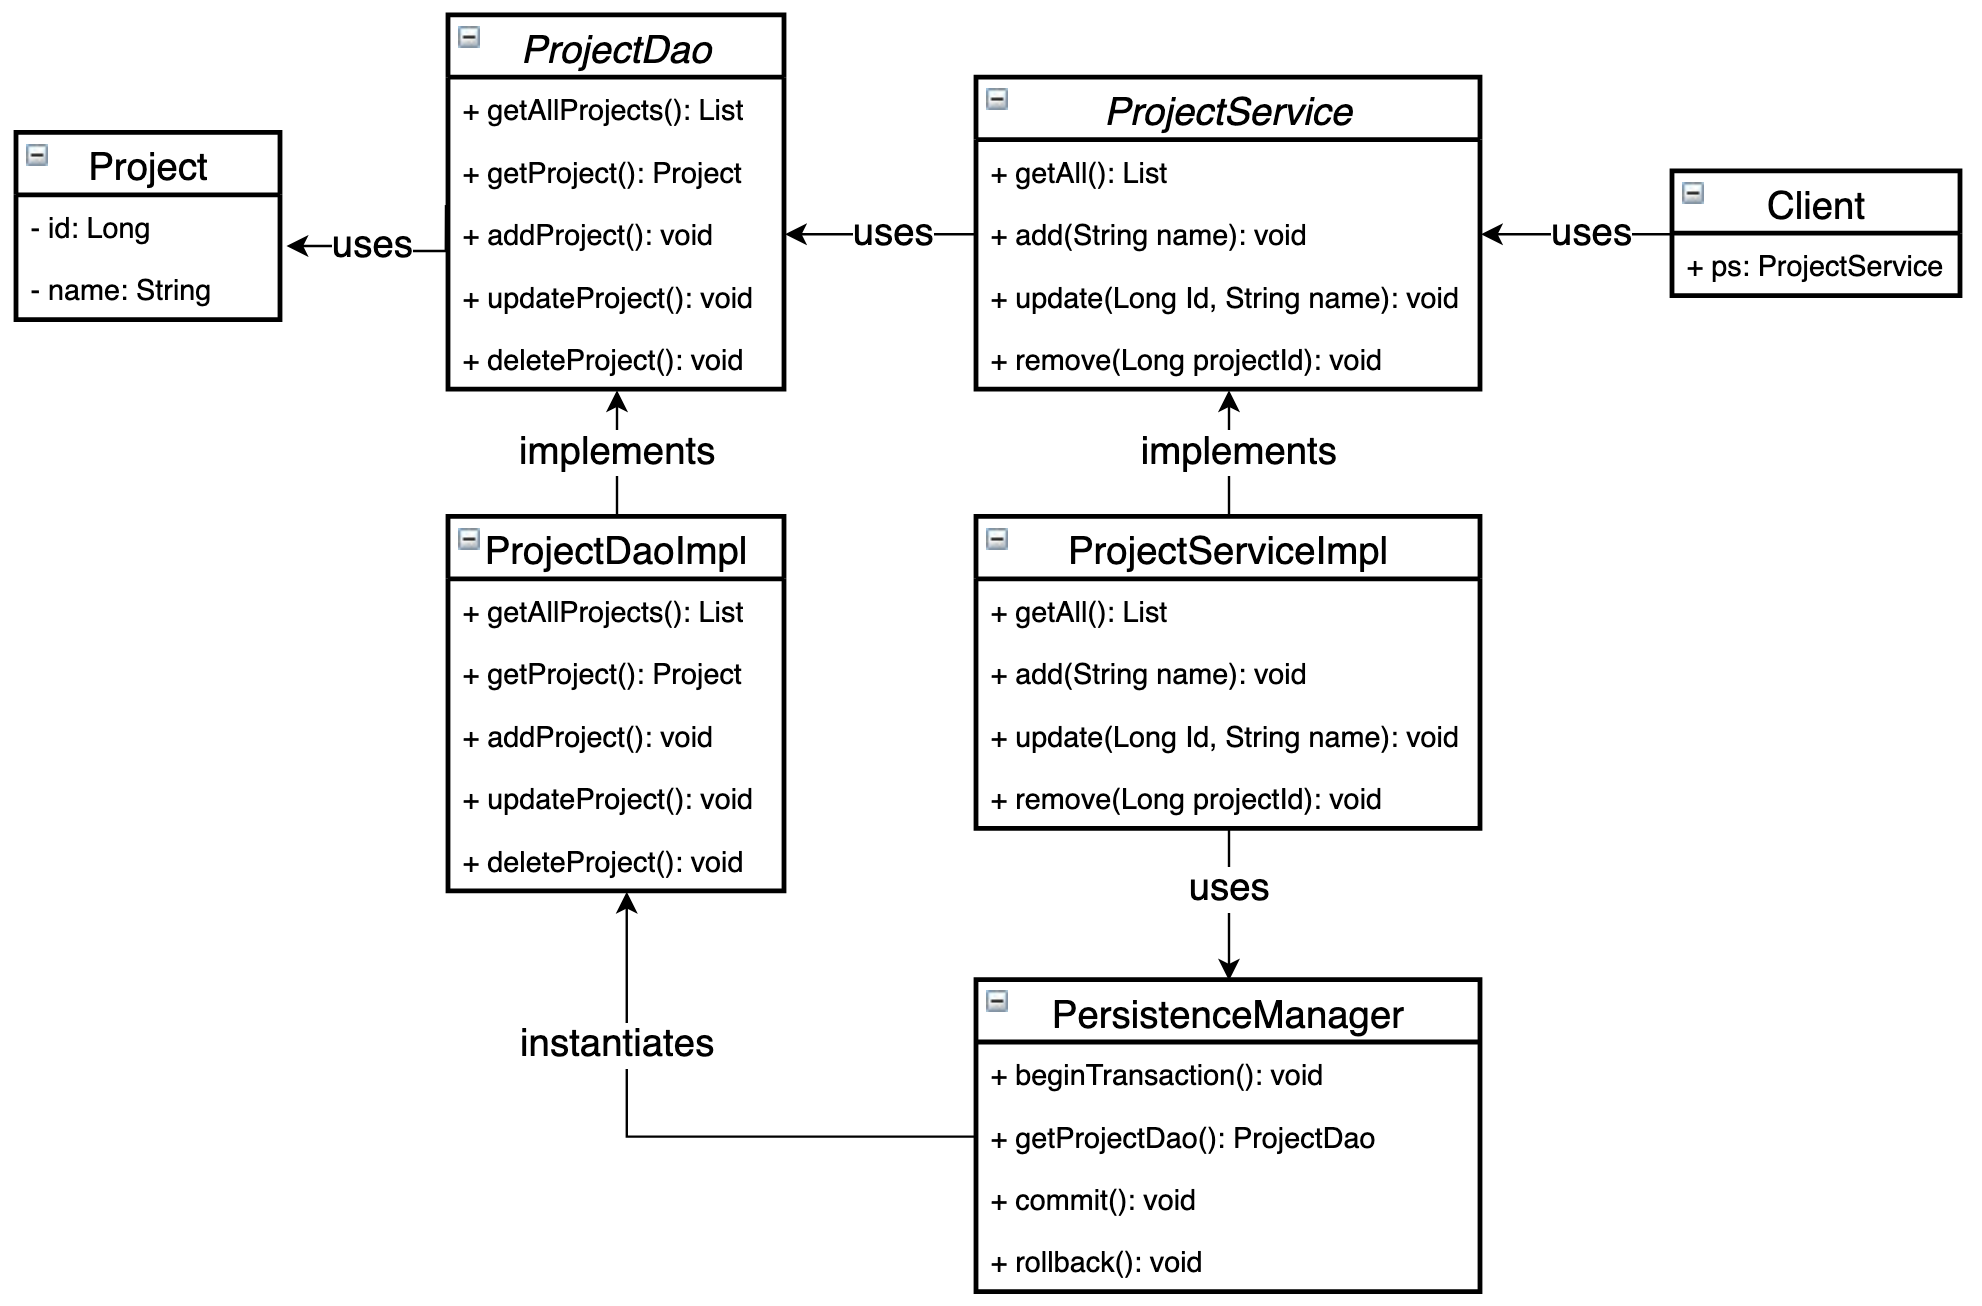 ProjectDao
+ getAllProjects(): List
+ getProject(): Project
+ addProject(): void
+ updateProject(): void
+ deleteProject(): void
Project
- id: Long
- name: String
uses
ProjectService
+ getAll(): List
+ add(String name): void
+ update(Long Id, String name): void
+ remove(Long projectId): void
uses
Client
+ ps: ProjectService
uses
implements
implements
ProjectDaoImpl
+ getAllProjects(): List
+ getProject(): Project
+ addProject(): void
+ updateProject(): void
+ deleteProject(): void
ProjectServiceImpl
+ getAll(): List
+ add(String name): void
+ update(Long Id, String name): void
+ remove(Long projectId): void
uses
instantiates
PersistenceManager
+ beginTransaction(): void
+ getProjectDao(): ProjectDao
+ commit(): void
+ rollback(): void